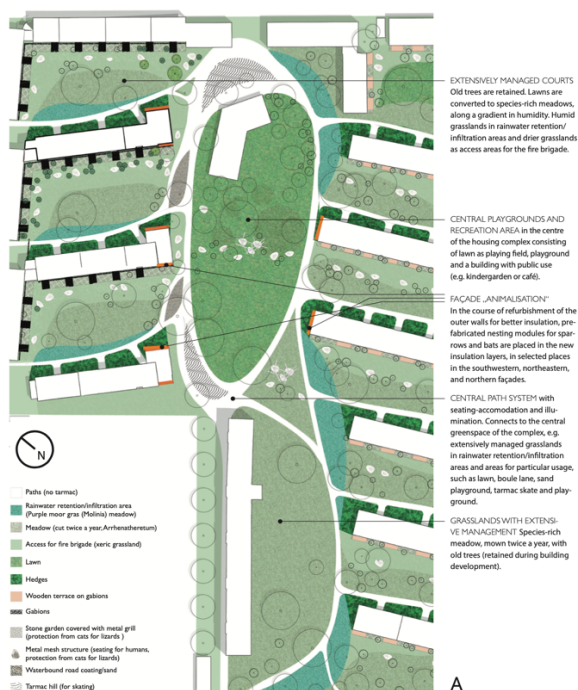 EXTENSIVELY MANAGED COURTS
Old trees are retained. Lawns are
converted to species-rich meadows,
along a gradient in humidity. Humid
grasslands in rainwater retention/
infiltration areas and drier grasslands
as access areas for the fire brigade.
CENTRAL PLAYGROUNDS AND
RECREATION AREA in the centre
of the housing complex consisting
of lawn as playing field, playground
and a building with public use
(e.g. kindergarden or café).
FAÇADE „ANIMALISATION“
In the course of refurbishment of the
outer walls for better insulation, pre-
fabricated nesting modules for spar-
rows and bats are placed in the new
insulation layers, in selected places
in the southwestern, northeastern,
and northern façades.
CENTRAL PATH SYSTEM with
seating-accomodation and illu-
mination. Connects to the central
greenspace of the complex, e.g.
extensively managed grasslands
in rainwater retention/infiltration
areas and areas for particular usage,
such as lawn, boule lane, sand
playground, tarmac skate and play-
ground.
GRASSLANDS WITH EXTENSI-
VE MANAGEMENT Species-rich
meadow, mown twice a year, with
old trees (retained during building
development).
N
Paths (no tarmac)
Rainwater retention/infiltration area
(Purple moor gras (Molinia) meadow)
Meadow (cut twice a year, Arrhenatheretum)
Access for fire brigade (xeric grassland)
Lawn
Hedges
Wooden terrace on gabions
Gabions
Stone garden covered with metal grill
(protection from cats for lizards )
Metal mesh structure (seating for humans,
protection from cats for lizards)
Waterbound road coating/sand
Tarmac hill (for skating)
A